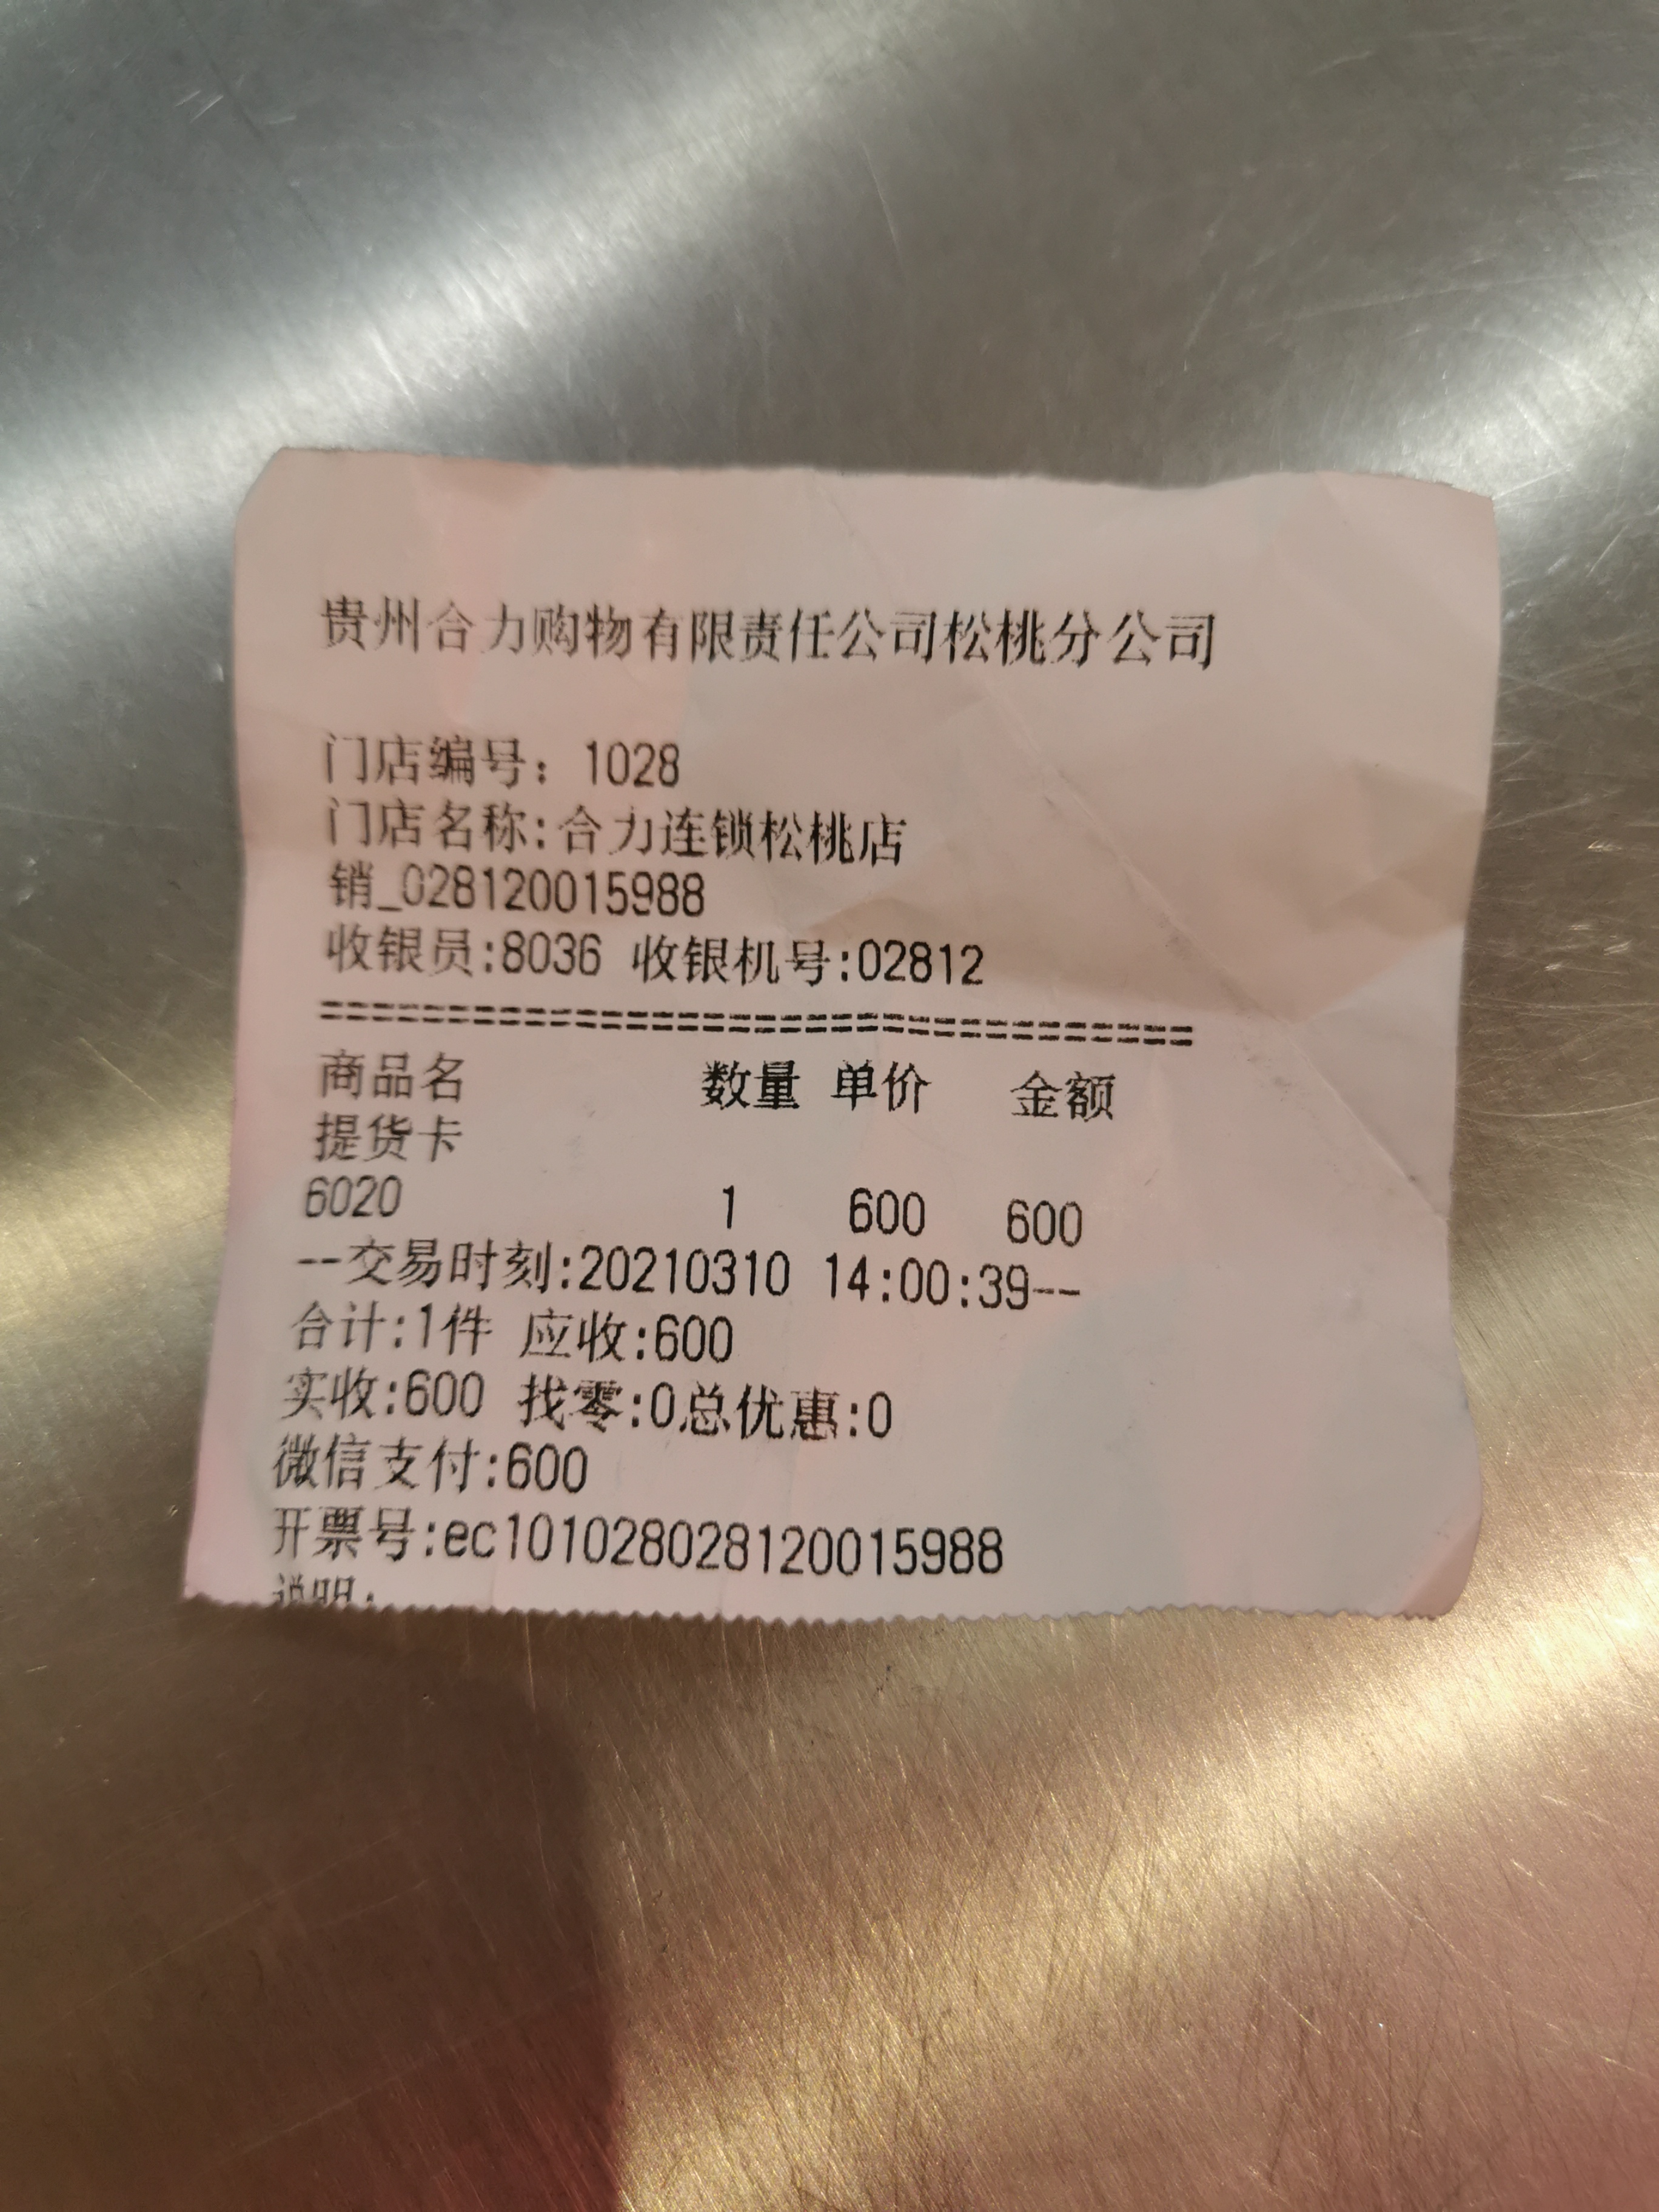 贵州合力购物有限责任公司松桃分公司
门店编号: 1028
门店名称:合力连锁松桃店
销_028120015988
收银员:8036 收银机号:02812
==================================
商品名 数量 单价 金额
提货卡
6020 1 600 600
--交易时刻:20210310 14:00:39--
合计:1件 应收:600
实收:600 找零:0总优惠:0
微信支付:600
开票号:ec101028028120015988
说明: